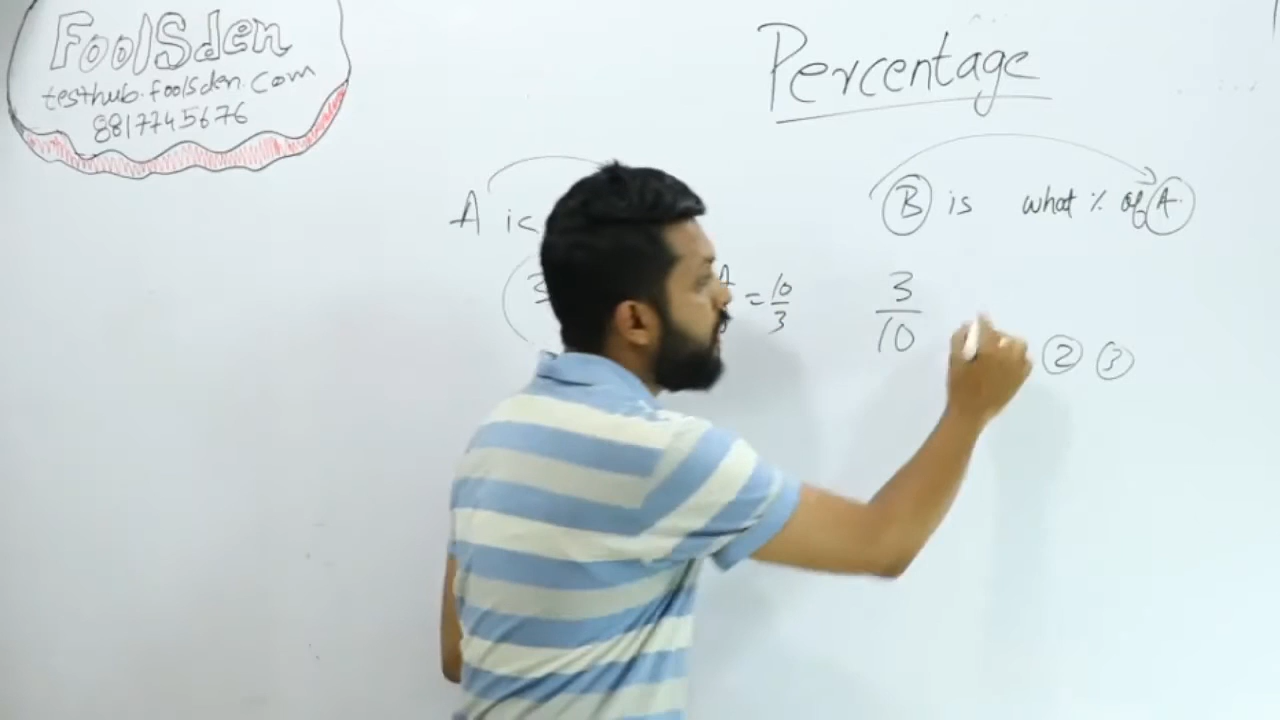 FoolSden
testhub.foolsden.com
8817745676
Percentage
A is
B is what % of A.
= 10/3
3/10
2 3